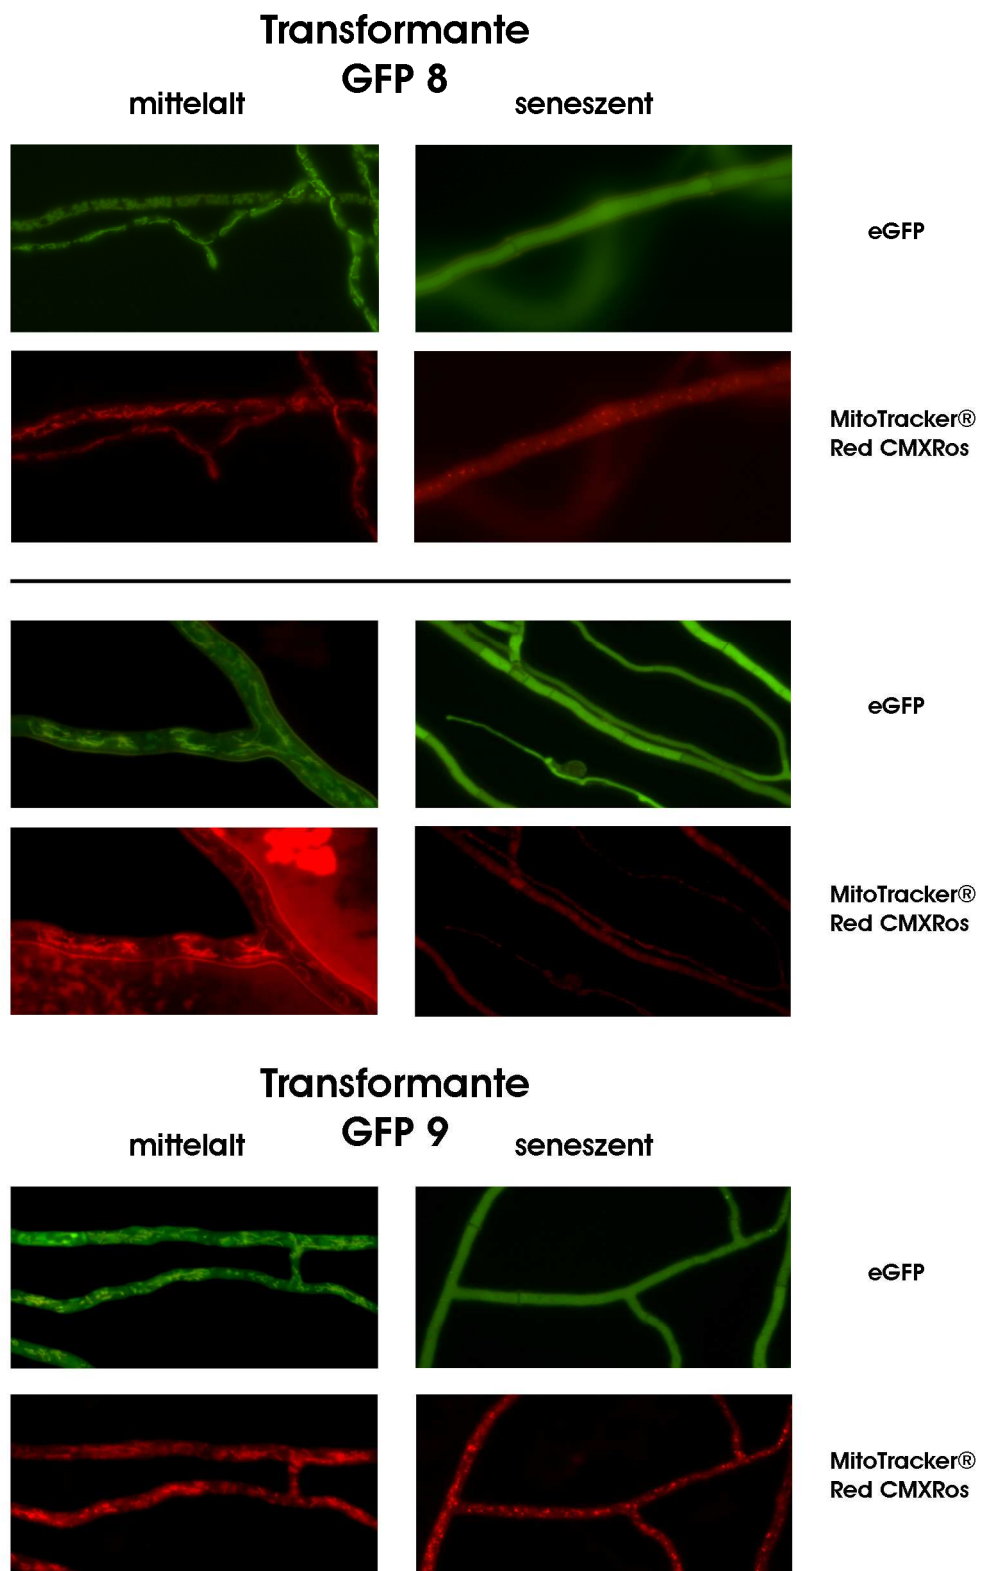 Transformante
GFP 8
mittelalt
seneszent
eGFP
MitoTracker®
Red CMXRos
eGFP
MitoTracker®
Red CMXRos
Transformante
GFP 9
mittelalt
seneszent
eGFP
MitoTracker®
Red CMXRos